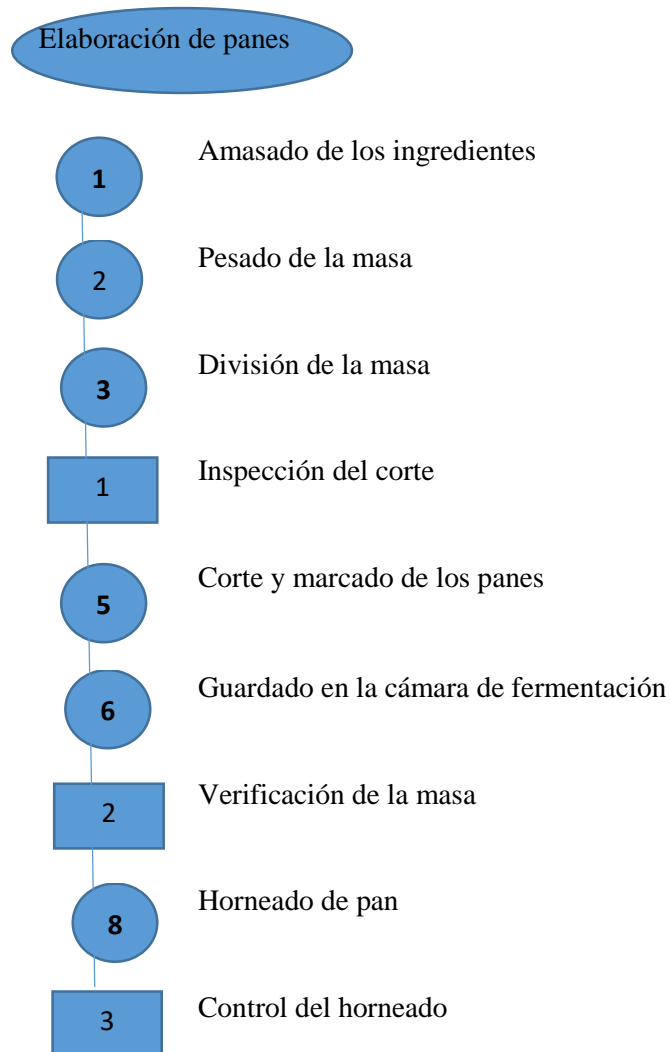 Elaboración de panes
1 Amasado de los ingredientes
2 Pesado de la masa
3 División de la masa
1 Inspección del corte
5 Corte y marcado de los panes
6 Guardado en la cámara de fermentación
2 Verificación de la masa
8 Horneado de pan
3 Control del horneado